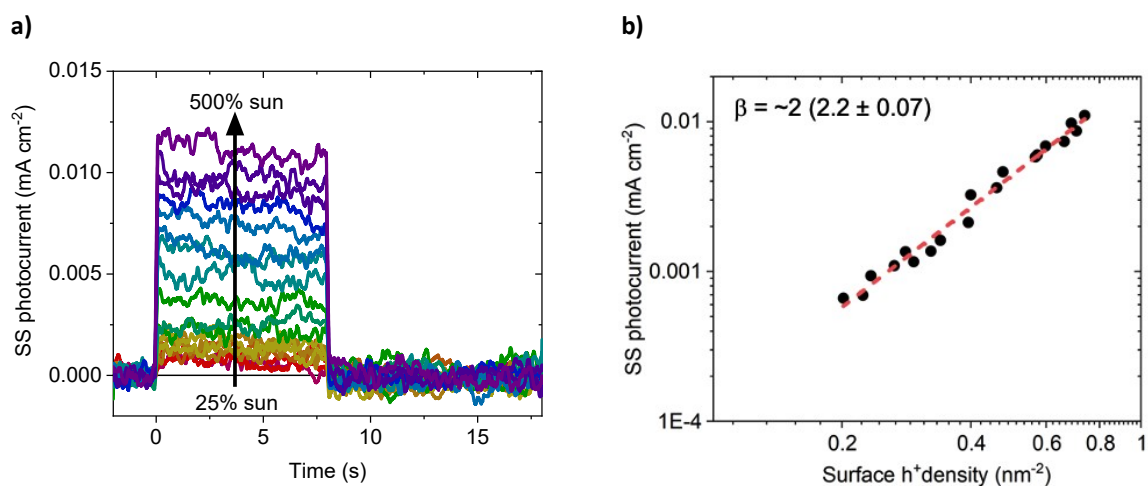 a)
SS photocurrent (mA cm⁻²)
0.015
0.010
0.005
0.000
500% sun
25% sun
0
5
10
15
Time (s)
b)
SS photocurrent (mA cm⁻²)
β = ~2 (2.2 ± 0.07)
0.01
0.001
1E-4
0.2
0.4
0.6
0.8
1
Surface h⁺density (nm⁻²)